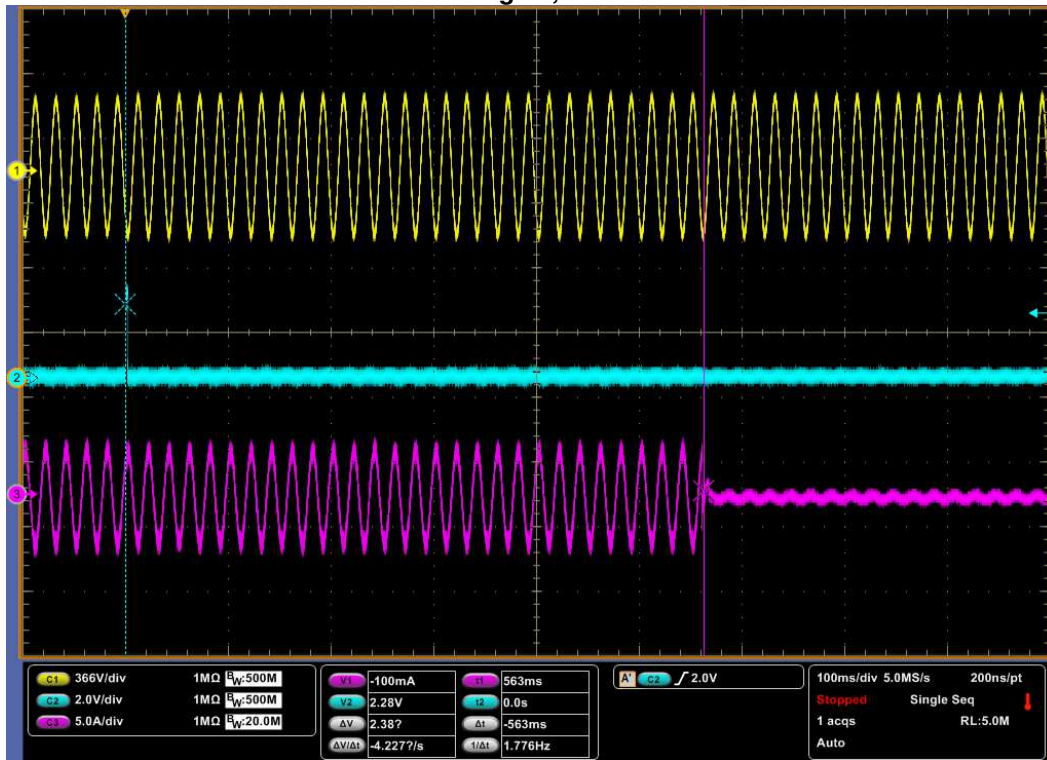 1
2
3
C1 366V/div 1MΩ BW:500M
C2 2.0V/div 1MΩ BW:500M
C3 5.0A/div 1MΩ BW:20.0M
V1 -100mA t1 563ms
V2 2.28V t2 0.0s
ΔV 2.38? Δt -563ms
ΔV/Δt -4.227?/s 1/Δt 1.776Hz
A' C2 2.0V
100ms/div 5.0MS/s 200ns/pt
Stopped Single Seq
1 acqs RL:5.0M
Auto